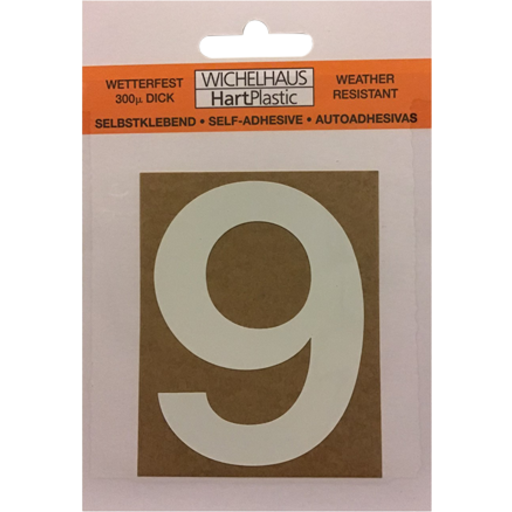 WETTERFEST
300µ DICK
WICHELHAUS
HartPlastic
WEATHER
RESISTANT
SELBSTKLEBEND • SELF-ADHESIVE • AUTOADHESIVAS
9